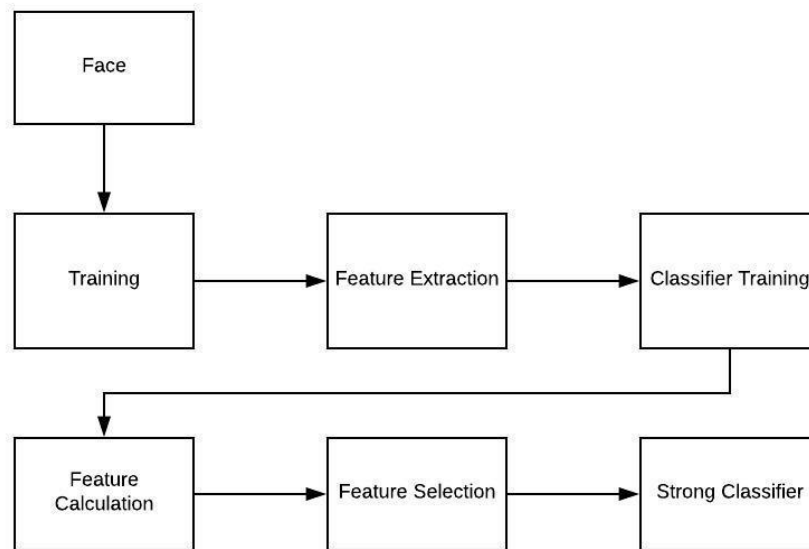 Face
Training
Feature Extraction
Classifier Training
Feature
Calculation
Feature Selection
Strong Classifier